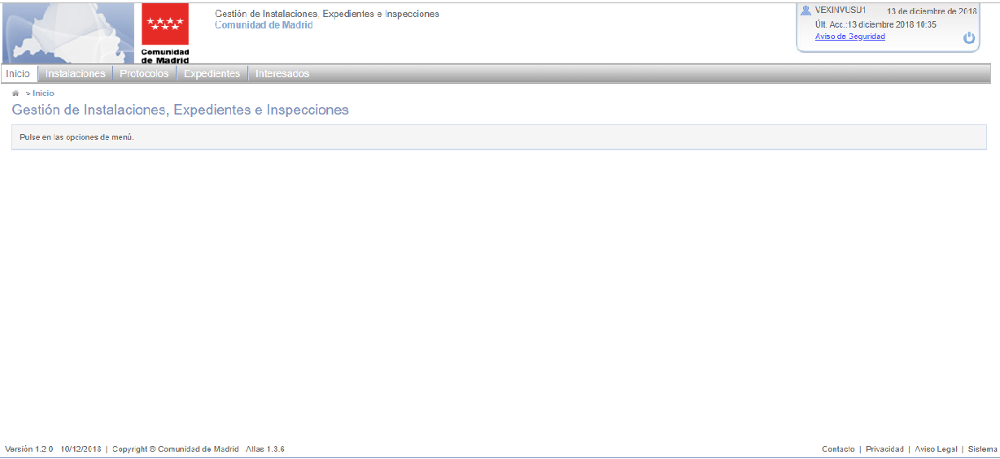 Gestión de Instalaciones, Expedientes e Inspecciones
Comunidad de Madrid
Comunidad
de Madrid
VEXINVUSU1 13 de diciembre de 2018
Últ. Acc.:13 diciembre 2018 10:35
Aviso de Seguridad
Inicio Instalaciones Protocolos Expedientes Interesados
> Inicio
Gestión de Instalaciones, Expedientes e Inspecciones
Pulse en las opciones de menú.
Versión 1.2.0 - 10/12/2018 | Copyright © Comunidad de Madrid - Atlas 1.3.6
Contacto | Privacidad | Aviso Legal | Sistema